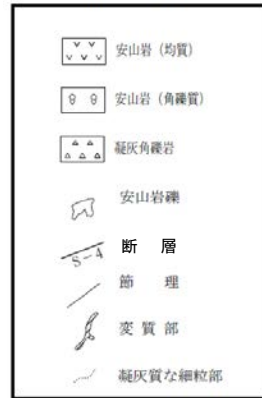 安山岩（均質）
安山岩（角礫質）
凝灰角礫岩
安山岩礫
断　層
S-4
節　理
変 質 部
凝灰質な細粒部